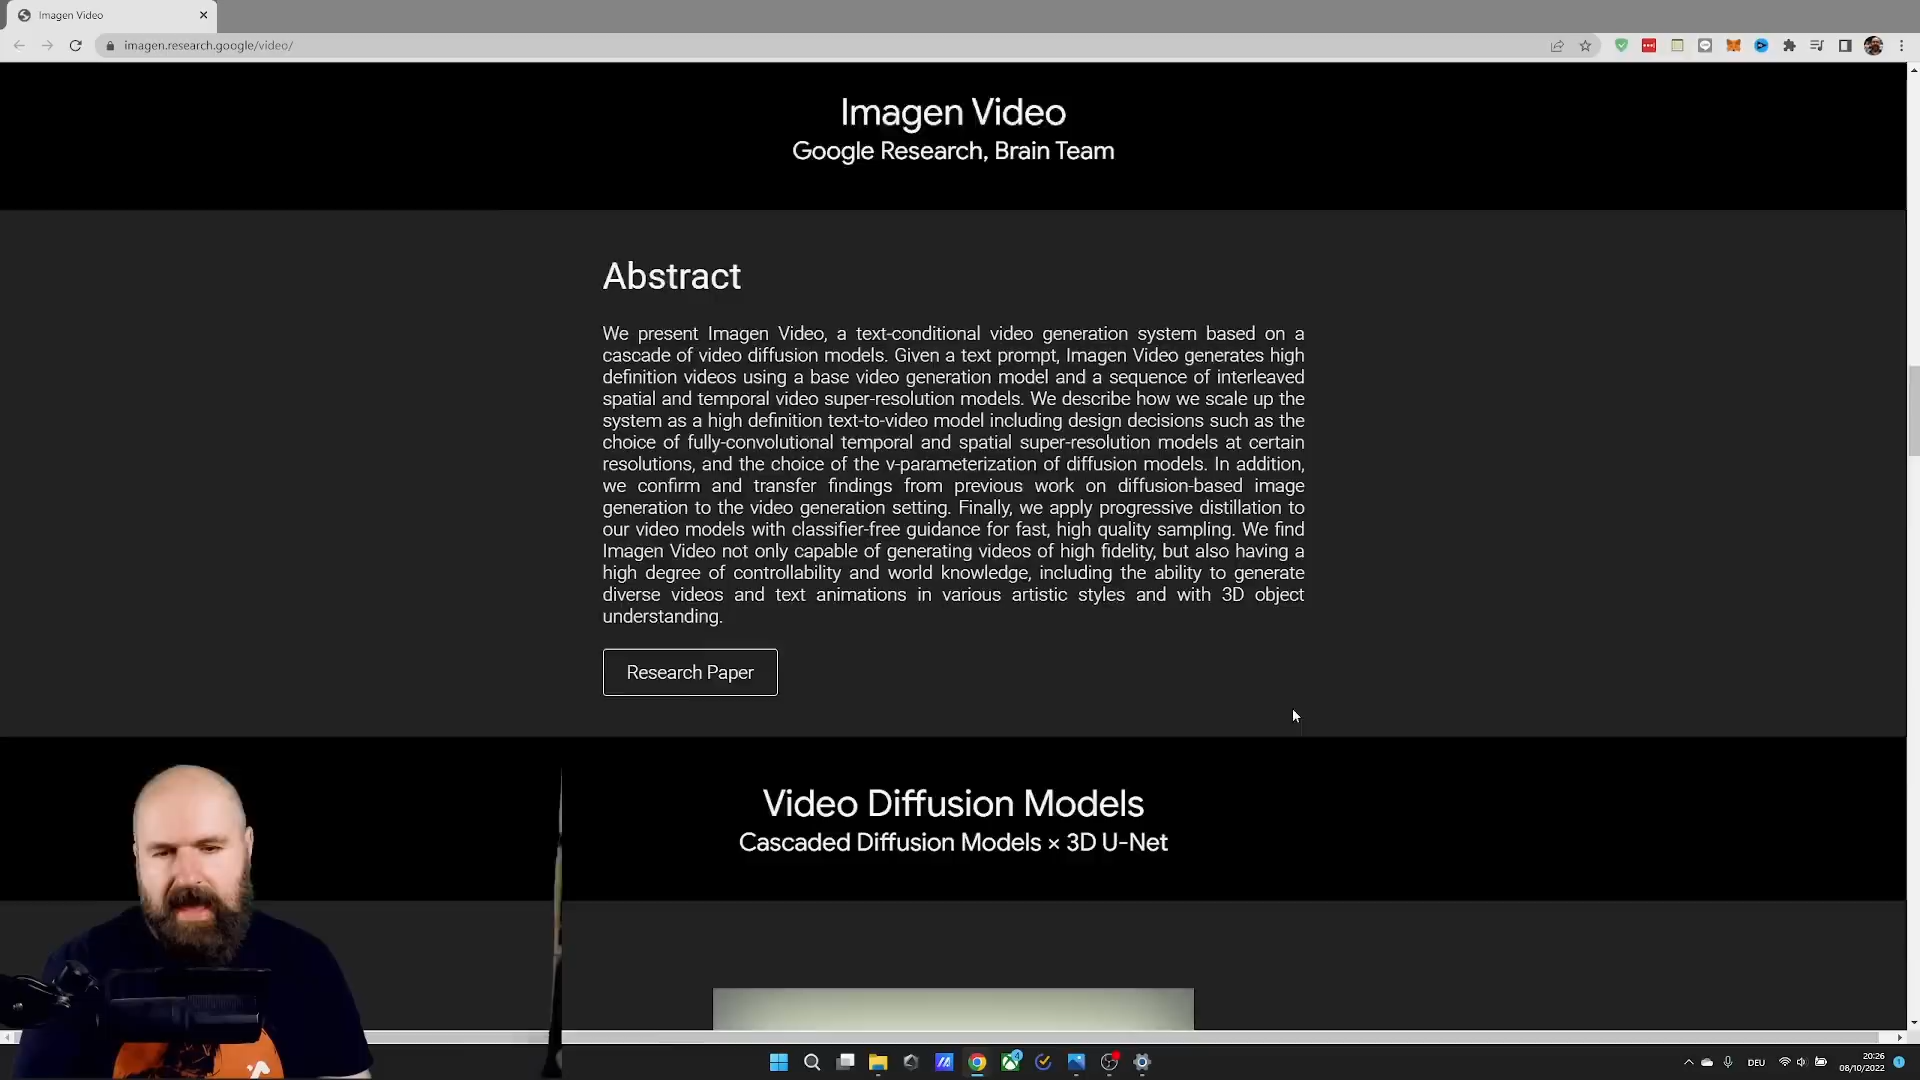 Imagen Video
imagen.research.google/video/
Imagen Video
Google Research, Brain Team
Abstract
We present Imagen Video, a text-conditional video generation system based on a
cascade of video diffusion models. Given a text prompt, Imagen Video generates high
definition videos using a base video generation model and a sequence of interleaved
spatial and temporal video super-resolution models. We describe how we scale up the
system as a high definition text-to-video model including design decisions such as the
choice of fully-convolutional temporal and spatial super-resolution models at certain
resolutions, and the choice of the v-parameterization of diffusion models. In addition,
we confirm and transfer findings from previous work on diffusion-based image
generation to the video generation setting. Finally, we apply progressive distillation to
our video models with classifier-free guidance for fast, high quality sampling. We find
Imagen Video not only capable of generating videos of high fidelity, but also having a
high degree of controllability and world knowledge, including the ability to generate
diverse videos and text animations in various artistic styles and with 3D object
understanding.
Research Paper
Video Diffusion Models
Cascaded Diffusion Models × 3D U-Net
DEU
20:26
08/10/2022